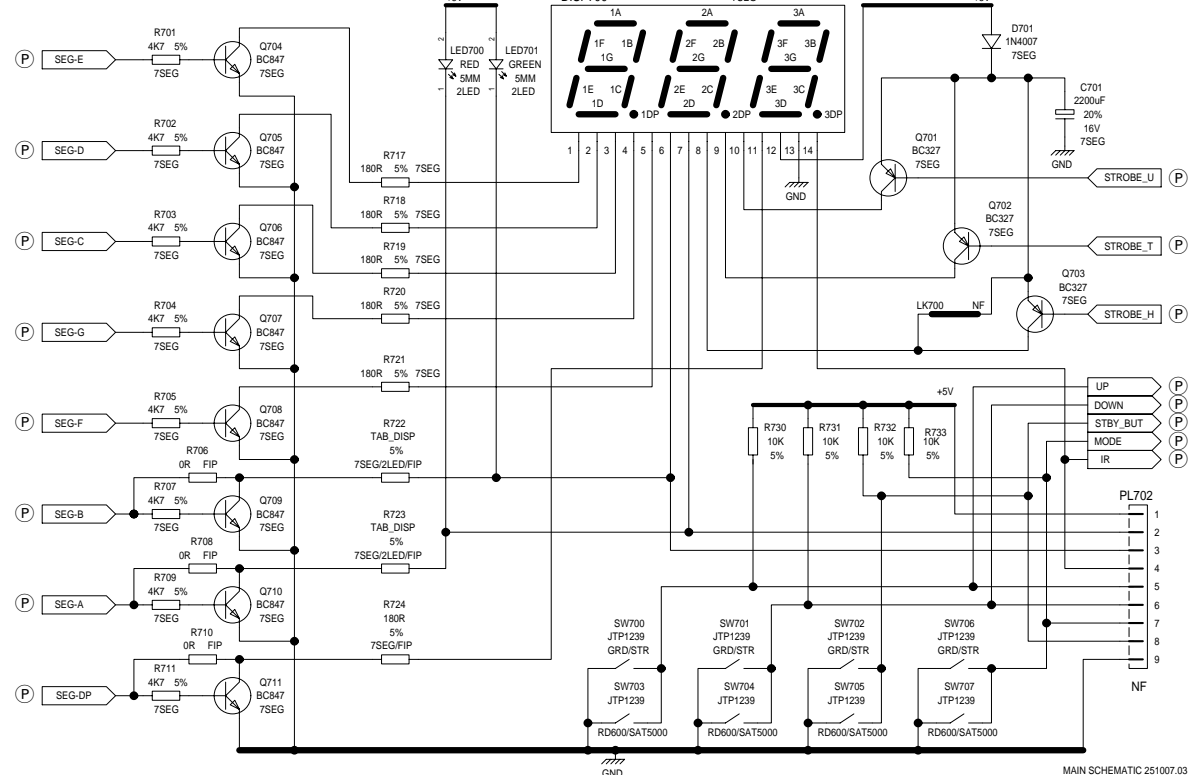 1A 2A 3A
1F 1B 2F 2B 3F 3B
1G 2G 3G
1E 1C 2E 2C 3E 3C
1D 2D 3D
1DP 2DP 3DP
1 2 3 4 5 6 7 8 9 10 11 12 13 14
GND
R701
4K7 5%
7SEG
P SEG-E
Q704
BC847
7SEG
R702
4K7 5%
7SEG
P SEG-D
Q705
BC847
7SEG
R703
4K7 5%
7SEG
P SEG-C
Q706
BC847
7SEG
R704
4K7 5%
7SEG
P SEG-G
Q707
BC847
7SEG
R705
4K7 5%
7SEG
P SEG-F
Q708
BC847
7SEG
R706
0R FIP
R707
4K7 5%
7SEG
P SEG-B
Q709
BC847
7SEG
R708
0R FIP
R709
4K7 5%
7SEG
P SEG-A
Q710
BC847
7SEG
R710
0R FIP
R711
4K7 5%
7SEG
P SEG-DP
Q711
BC847
7SEG
R717
180R 5% 7SEG
R718
180R 5% 7SEG
R719
180R 5% 7SEG
R720
180R 5% 7SEG
R721
180R 5% 7SEG
R722
TAB_DISP
5%
7SEG/2LED/FIP
R723
TAB_DISP
5%
7SEG/2LED/FIP
R724
180R
5%
7SEG/FIP
2
LED700
RED
5MM
2LED
1
2
LED701
GREEN
5MM
2LED
1
D701
1N4007
7SEG
C701
2200uF
20%
16V
7SEG
GND
Q701
BC327
7SEG
STROBE_U P
Q702
BC327
7SEG
STROBE_T P
Q703
BC327
7SEG
STROBE_H P
LK700 NF
+5V
UP P
DOWN P
STBY_BUT P
MODE P
IR P
R730
10K
5%
R731
10K
5%
R732
10K
5%
R733
10K
5%
PL702
1
2
3
4
5
6
7
8
9
NF
SW700
JTP1239
GRD/STR
SW701
JTP1239
GRD/STR
SW702
JTP1239
GRD/STR
SW706
JTP1239
GRD/STR
SW703
JTP1239
RD600/SAT5000
SW704
JTP1239
RD600/SAT5000
SW705
JTP1239
RD600/SAT5000
SW707
JTP1239
RD600/SAT5000
GND
MAIN SCHEMATIC 251007.03